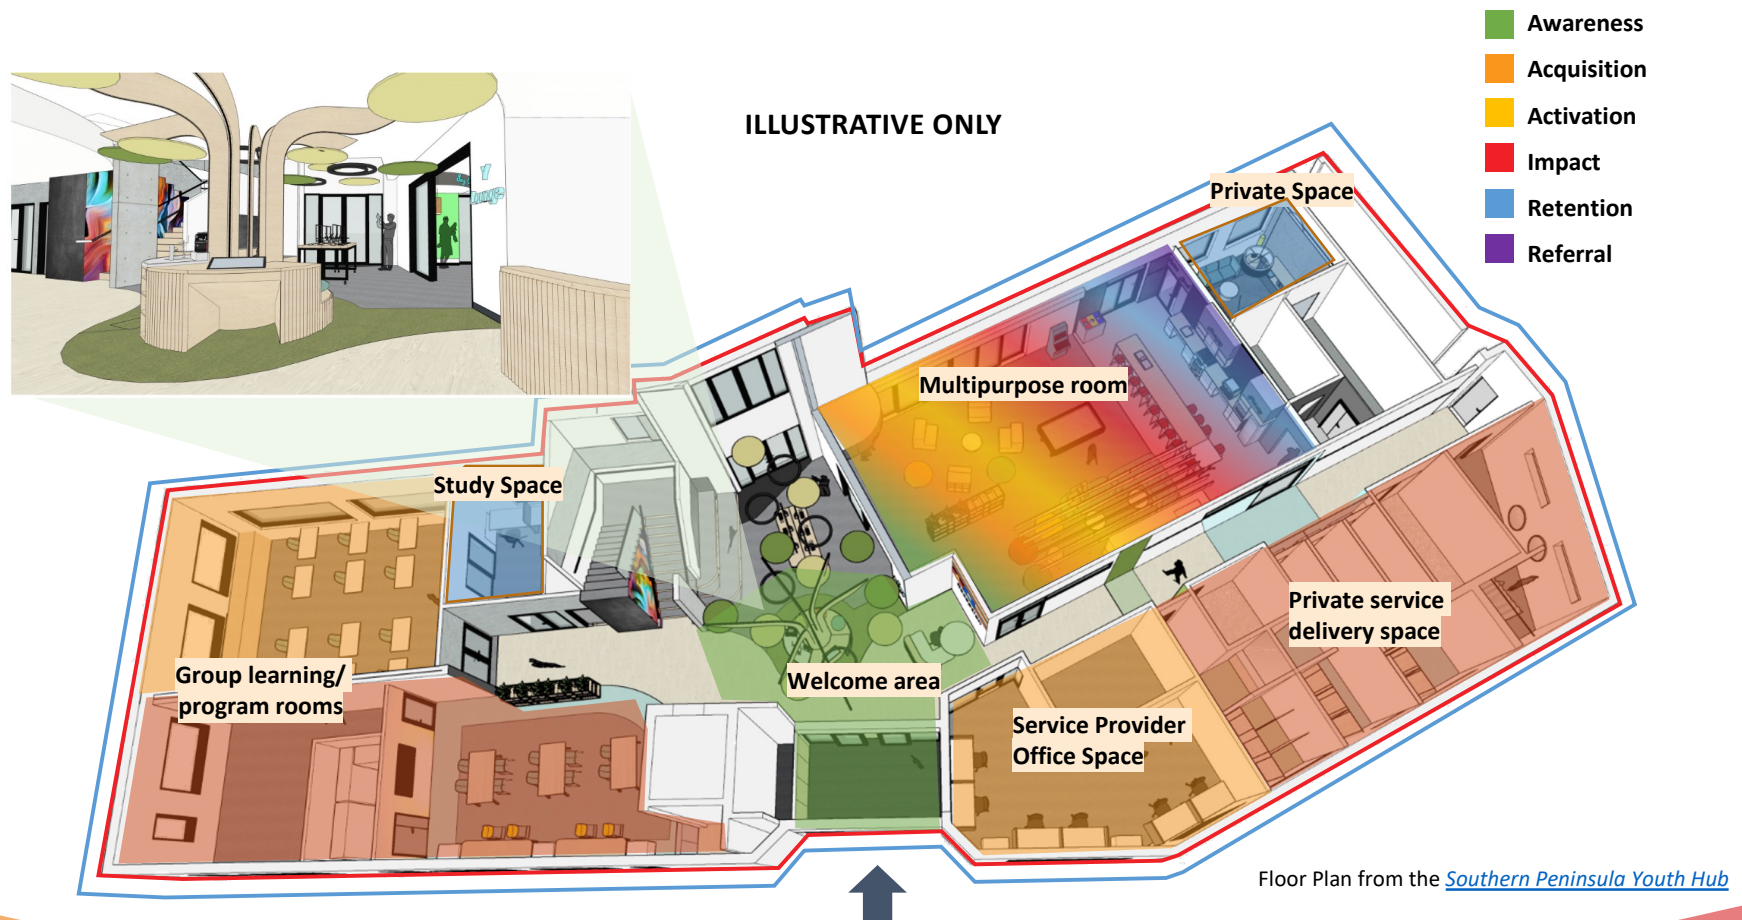 Awareness
Acquisition
Activation
Impact
Retention
Referral
ILLUSTRATIVE ONLY
Private Space
Multipurpose room
Study Space
Private service
delivery space
Group learning/
program rooms
Welcome area
Service Provider
Office Space
Floor Plan from the Southern Peninsula Youth Hub